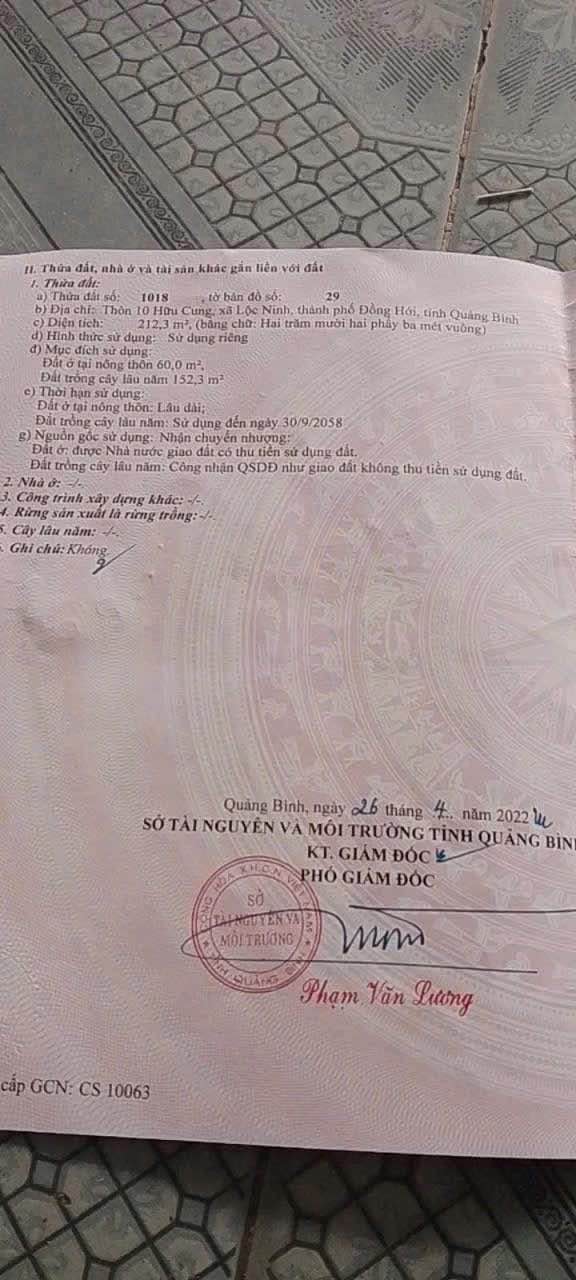 II. Thửa đất, nhà ở và tài sản khác gắn liền với đất
1. Thửa đất:
a) Thửa đất số: 1018 , tờ bản đồ số: 29
b) Địa chỉ: Thôn 10 Hữu Cung, xã Lộc Ninh, thành phố Đồng Hới, tỉnh Quảng Bình
c) Diện tích: 212,3 m², (bằng chữ: Hai trăm mười hai phẩy ba mét vuông)
d) Hình thức sử dụng: Sử dụng riêng
đ) Mục đích sử dụng:
Đất ở tại nông thôn 60,0 m²,
Đất trồng cây lâu năm 152,3 m²
e) Thời hạn sử dụng:
Đất ở tại nông thôn: Lâu dài;
Đất trồng cây lâu năm: Sử dụng đến ngày 30/9/2058
g) Nguồn gốc sử dụng: Nhận chuyển nhượng:
Đất ở: được Nhà nước giao đất có thu tiền sử dụng đất.
Đất trồng cây lâu năm: Công nhận QSDĐ như giao đất không thu tiền sử dụng đất.
2. Nhà ở: -/-.
3. Công trình xây dựng khác: -/-.
4. Rừng sản xuất là rừng trồng: -/-.
5. Cây lâu năm: -/-.
. Ghi chú: Không
Quảng Bình, ngày 26 tháng 4.. năm 2022
SỞ TÀI NGUYÊN VÀ MÔI TRƯỜNG TỈNH QUẢNG BÌN
KT. GIÁM ĐỐC
PHÓ GIÁM ĐỐC
CỘNG HÒA X.H.C.N VIỆT NAM
SỞ
TÀI NGUYÊN VÀ
MÔI TRƯỜNG
TỈNH QUẢNG BÌNH
Phạm Văn Lương
cấp GCN: CS 10063